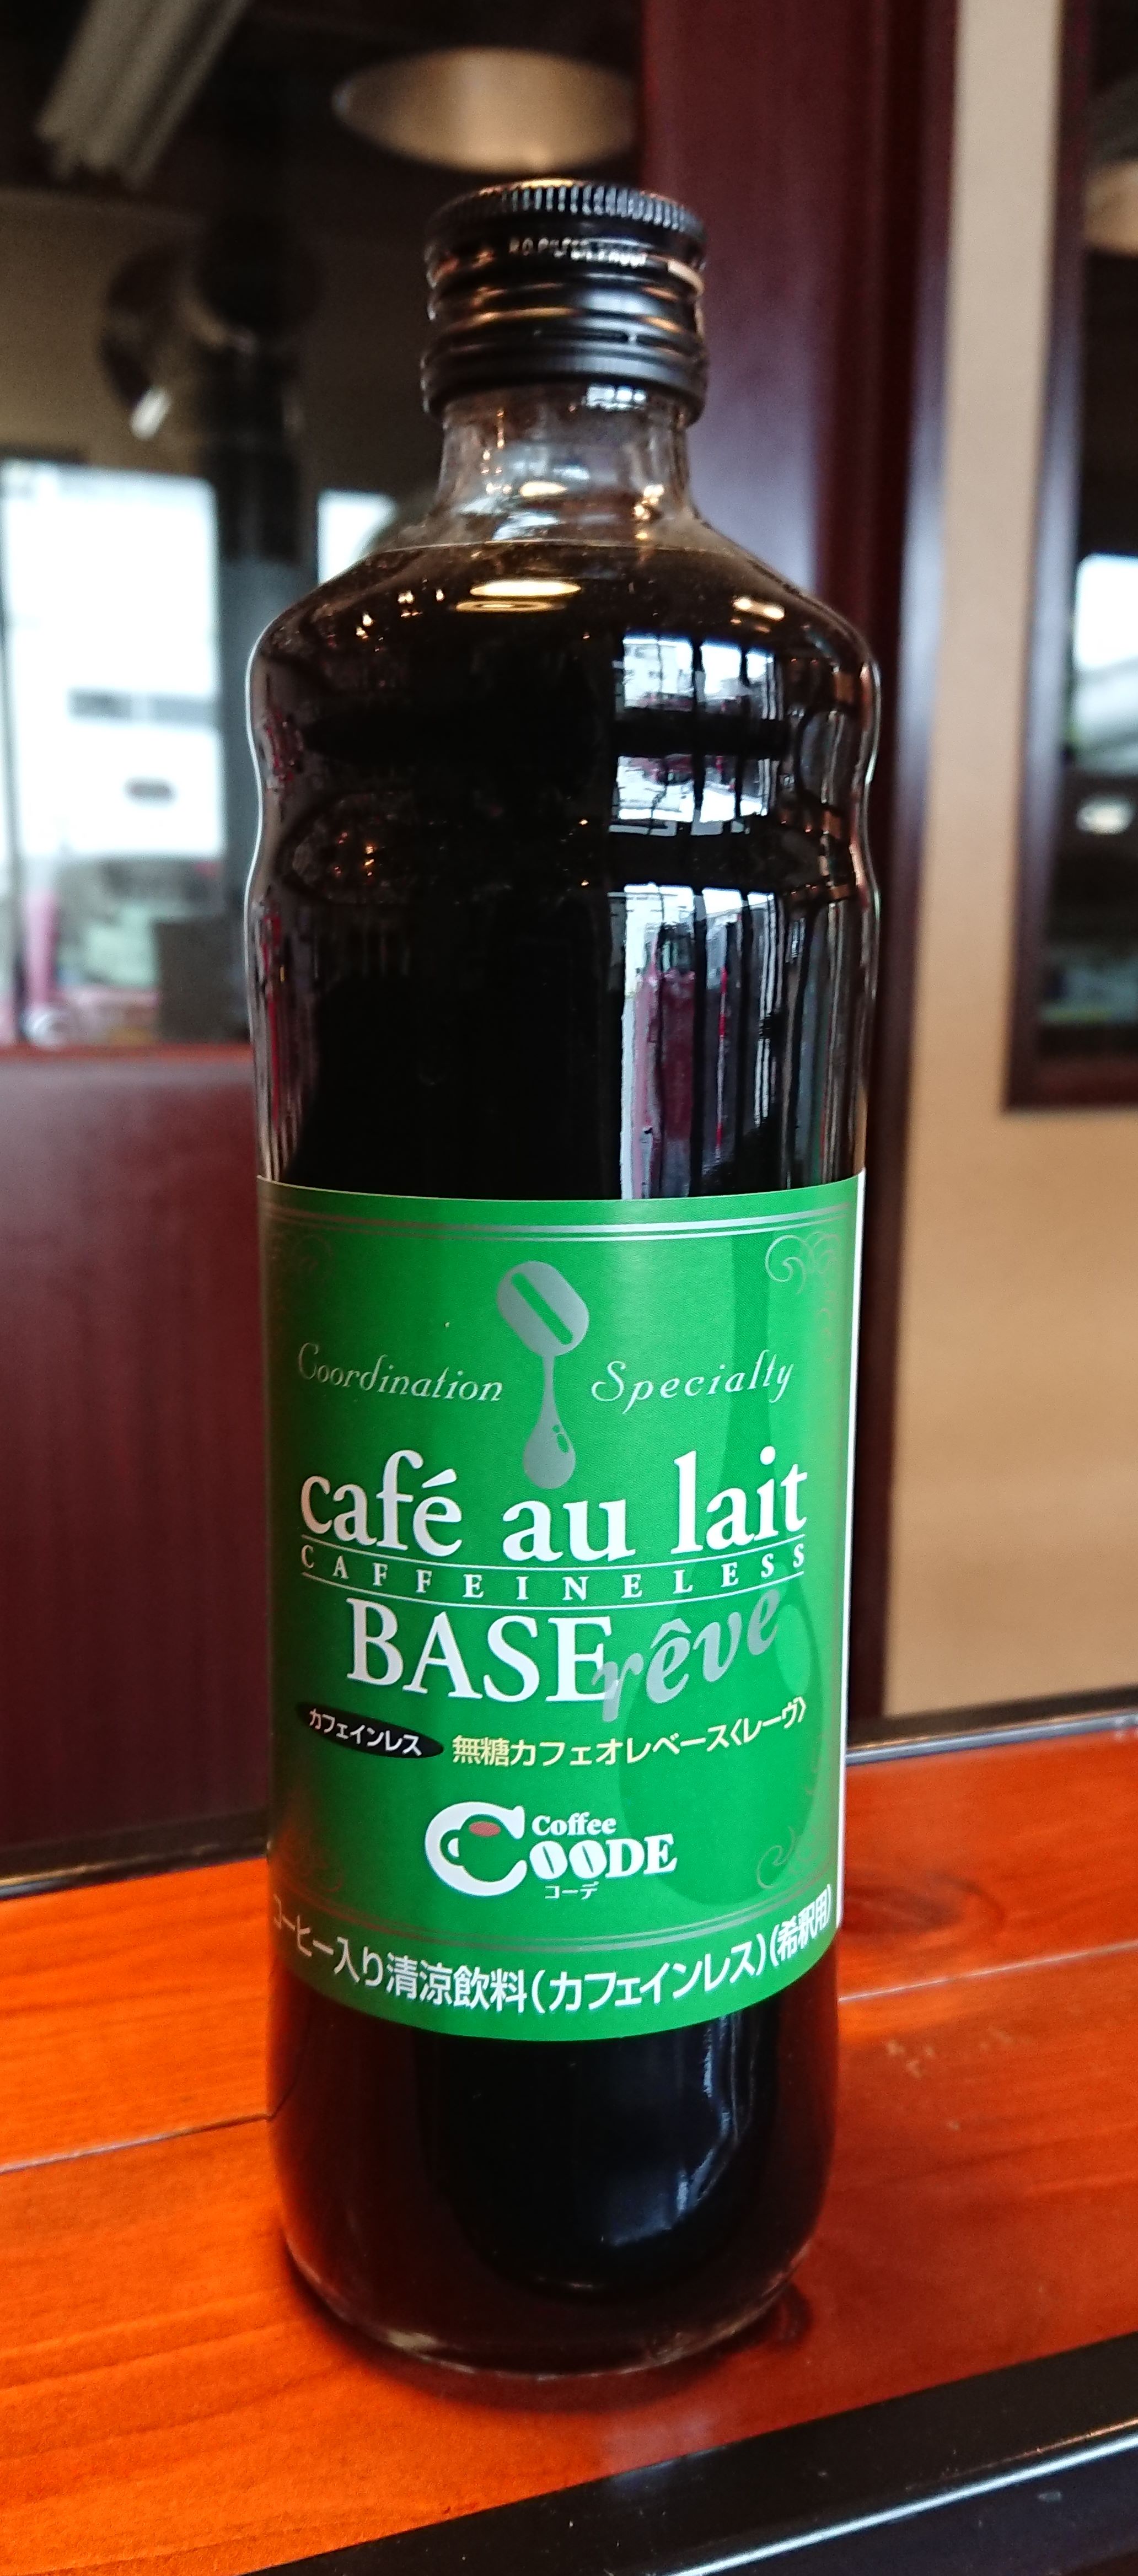 Coordination Specialty
café au lait
CAFFEINELESS
BASE rêve
カフェインレス 無糖カフェオレベース〈レーヴ〉
Coffee
COODE
コーデ
コーヒー入り清涼飲料(カフェインレス)(希釈用)